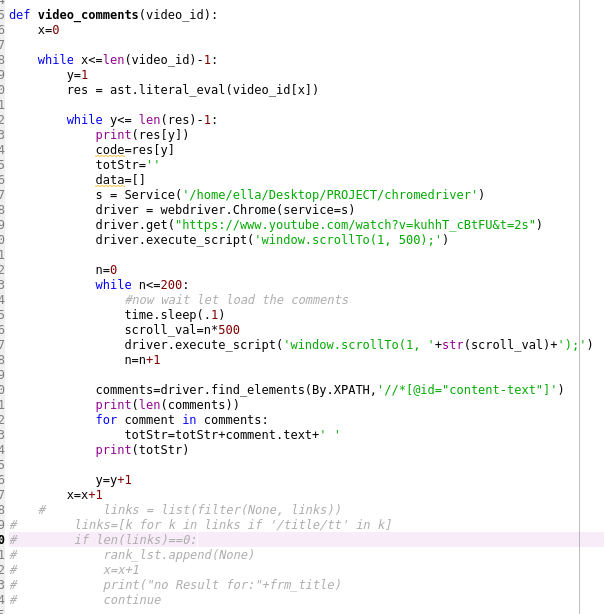 def video_comments(video_id):
    x=0

    while x<=len(video_id)-1:
        y=1
        res = ast.literal_eval(video_id[x])

        while y<= len(res)-1:
            print(res[y])
            code=res[y]
            totStr=''
            data=[]
            s = Service('/home/ella/Desktop/PROJECT/chromedriver')
            driver = webdriver.Chrome(service=s)
            driver.get("https://www.youtube.com/watch?v=kuhhT_cBtFU&t=2s")
            driver.execute_script('window.scrollTo(1, 500);')

            n=0
            while n<=200:
                #now wait let load the comments
                time.sleep(.1)
                scroll_val=n*500
                driver.execute_script('window.scrollTo(1, '+str(scroll_val)+');')
                n=n+1

            comments=driver.find_elements(By.XPATH,'//*[@id="content-text"]')
            print(len(comments))
            for comment in comments:
                totStr=totStr+comment.text+' '
            print(totStr)

            y=y+1
        x=x+1
    #        links = list(filter(None, links))
#        links=[k for k in links if '/title/tt' in k]
#        if len(links)==0:
#            rank_lst.append(None)
#            x=x+1
#            print("no Result for:"+frm_title)
#            continue